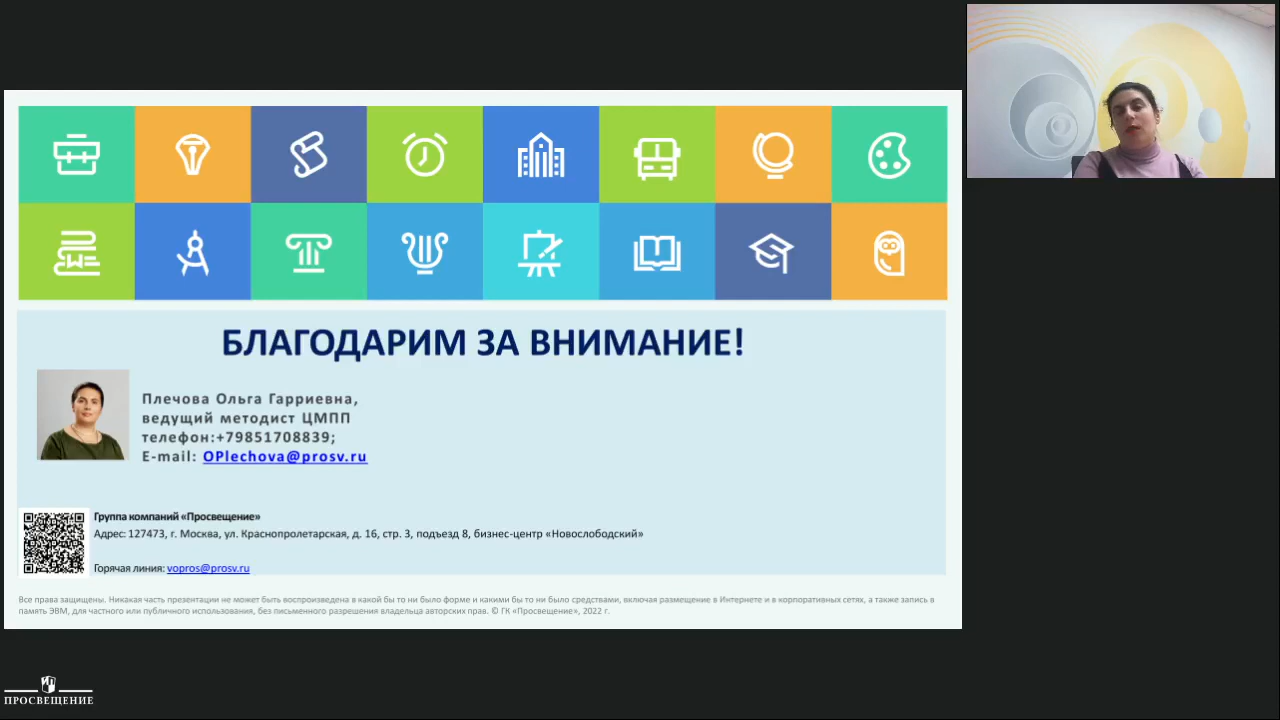 БЛАГОДАРИМ ЗА ВНИМАНИЕ!
Плечова Ольга Гарриевна,
ведущий методист ЦМПП
телефон:+79851708839;
E-mail: OPlechova@prosv.ru
Группа компаний «Просвещение»
Адрес: 127473, г. Москва, ул. Краснопролетарская, д. 16, стр. 3, подъезд 8, бизнес-центр «Новослободский»
Горячая линия: vopros@prosv.ru
Все права защищены. Никакая часть презентации не может быть воспроизведена в какой бы то ни было форме и какими бы то ни было средствами, включая размещение в Интернете и в корпоративных сетях, а также запись в
память ЭВМ, для частного или публичного использования, без письменного разрешения владельца авторских прав. © ГК «Просвещение», 2022 г.
ПРОСВЕЩЕНИЕ